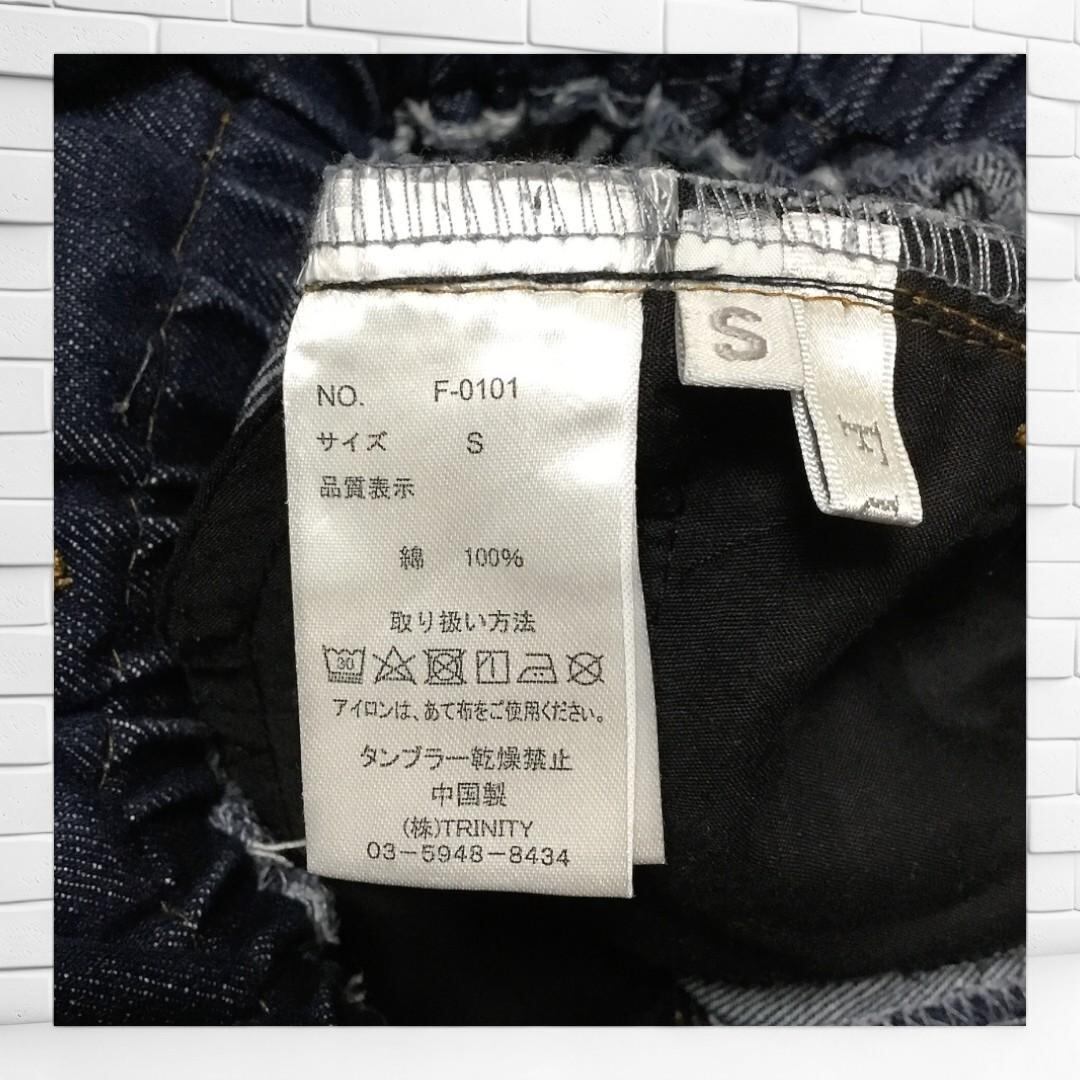 NO. F-0101
サイズ S
品質表示
綿 100%
取り扱い方法
30
アイロンは、あて布をご使用ください。
タンブラー乾燥禁止
中国製
(株)TRINITY
03-5948-8434
S